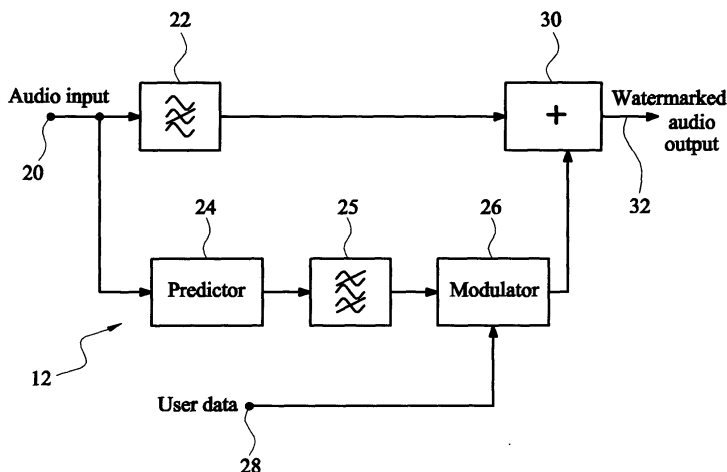 22
30
Audio input
+
Watermarked
audio
output
20
32
24
25
26
Predictor
Modulator
12
User data
28